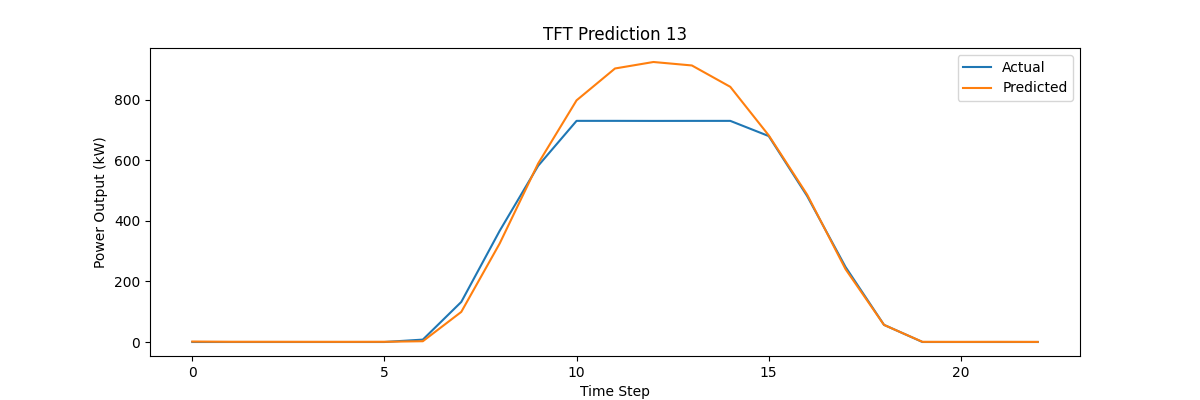 TFT Prediction 13
Actual
Predicted
800
600
400
200
0
Power Output (kW)
0 5 10 15 20
Time Step